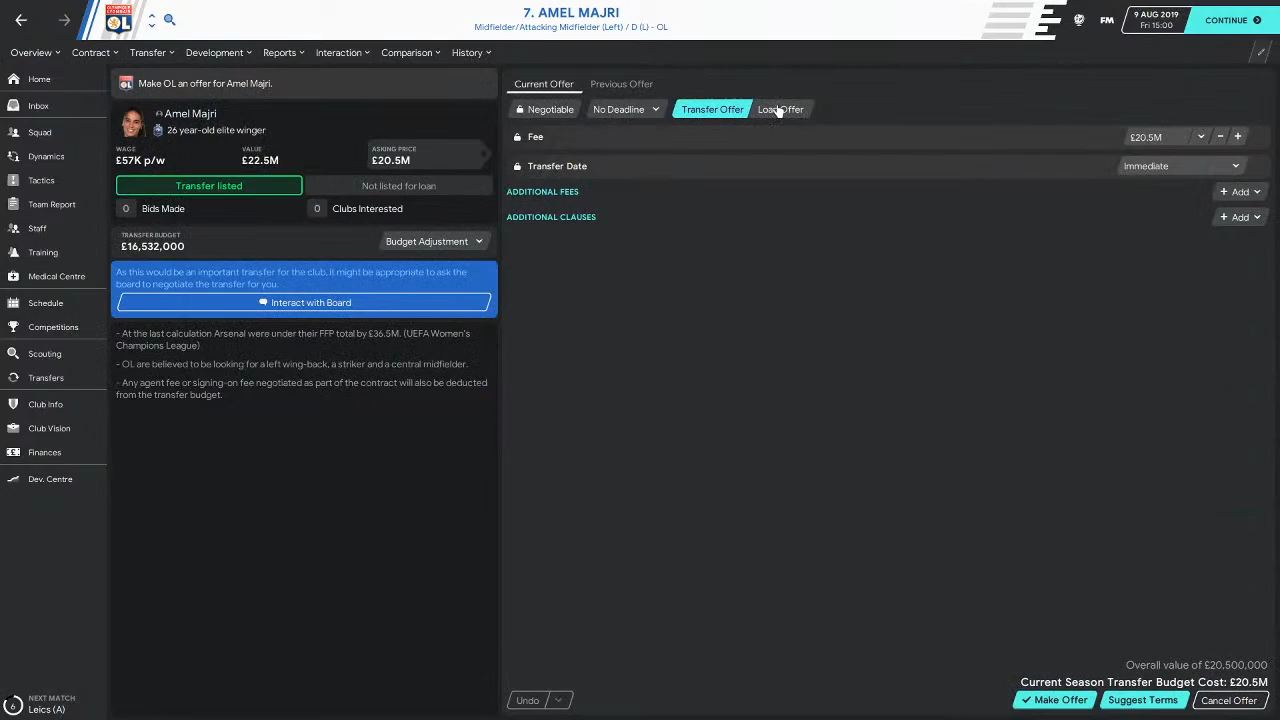 7. AMEL MAJRI
Midfielder/Attacking Midfielder (Left) / D (L) - OL
FM
9 AUG 2019
Fri 15:00
CONTINUE
Overview
Contract
Transfer
Development
Reports
Interaction
Comparison
History
Home
Inbox
Squad
Dynamics
Tactics
Team Report
Staff
Training
Medical Centre
Schedule
Competitions
Scouting
Transfers
Club Info
Club Vision
Finances
Dev. Centre
NEXT MATCH
Leics (A)
Make OL an offer for Amel Majri.
Amel Majri
26 year-old elite winger
WAGE
£57K p/w
VALUE
£22.5M
ASKING PRICE
£20.5M
Transfer listed
Not listed for loan
0 Bids Made
0 Clubs Interested
TRANSFER BUDGET
£16,532,000
Budget Adjustment
As this would be an important transfer for the club, it might be appropriate to ask the
board to negotiate the transfer for you.
Interact with Board
- At the last calculation Arsenal were under their FFP total by £36.5M. (UEFA Women's
Champions League)
- OL are believed to be looking for a left wing-back, a striker and a central midfielder.
- Any agent fee or signing-on fee negotiated as part of the contract will also be deducted
from the transfer budget.
Current Offer
Previous Offer
Negotiable
No Deadline
Transfer Offer
Loan Offer
Fee
£20.5M
Transfer Date
Immediate
ADDITIONAL FEES
+ Add
ADDITIONAL CLAUSES
+ Add
Overall value of £20,500,000
Current Season Transfer Budget Cost: £20.5M
Undo
Make Offer
Suggest Terms
Cancel Offer